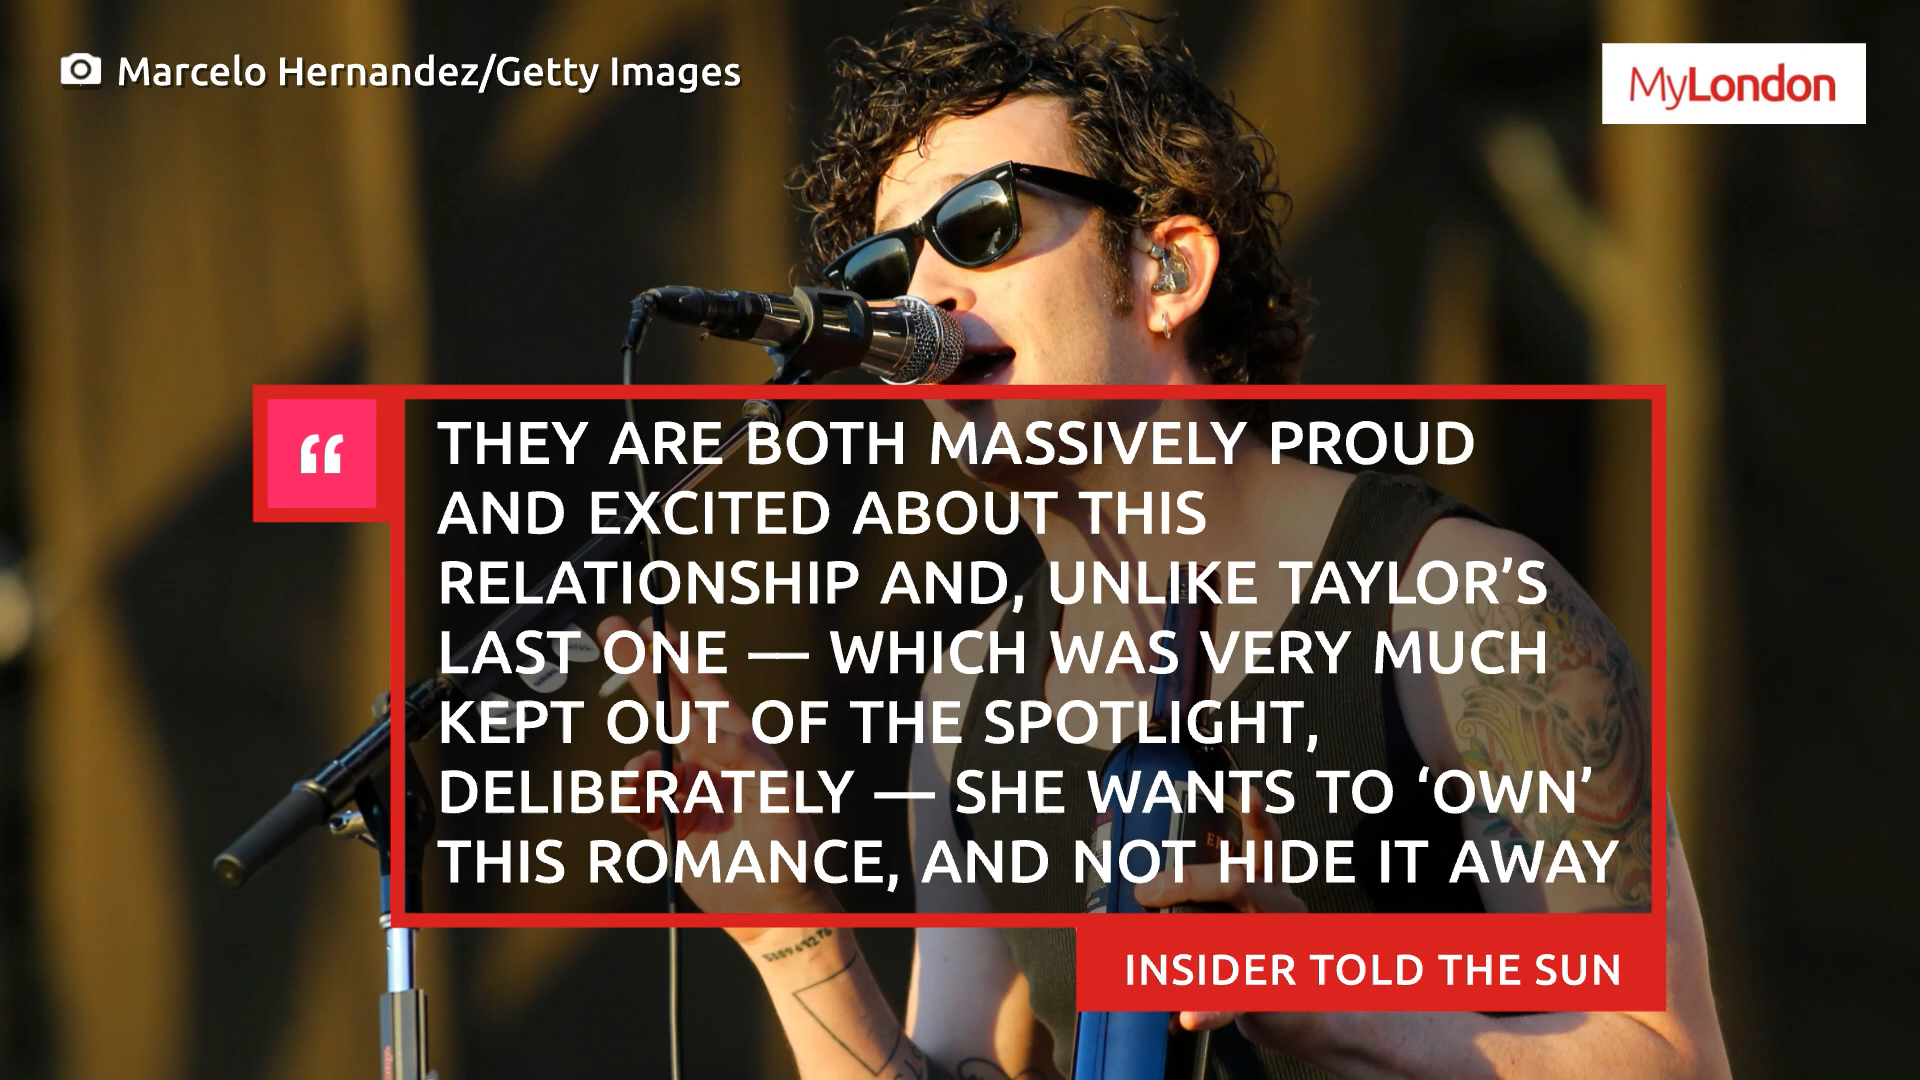 Marcelo Hernandez/Getty Images
MyLondon
“
THEY ARE BOTH MASSIVELY PROUD
AND EXCITED ABOUT THIS
RELATIONSHIP AND, UNLIKE TAYLOR’S
LAST ONE — WHICH WAS VERY MUCH
KEPT OUT OF THE SPOTLIGHT,
DELIBERATELY — SHE WANTS TO ‘OWN’
THIS ROMANCE, AND NOT HIDE IT AWAY
INSIDER TOLD THE SUN